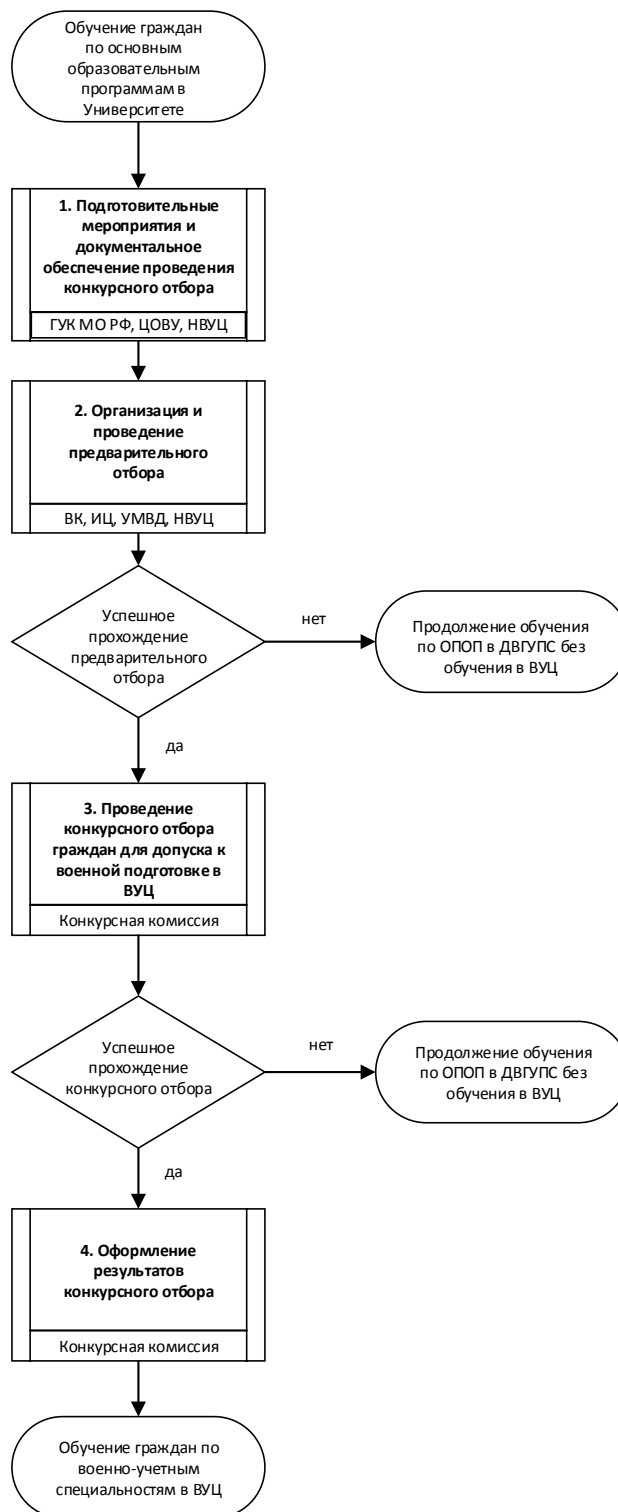 Обучение граждан
по основным
образовательным
программам в
Университете
1. Подготовительные
мероприятия и
документальное
обеспечение проведения
конкурсного отбора
ГУК МО РФ, ЦОВУ, НВУЦ
2. Организация и
проведение
предварительного
отбора
ВК, ИЦ, УМВД, НВУЦ
Успешное
прохождение
предварительного
отбора
нет
Продолжение обучения
по ОПОП в ДВГУПС без
обучения в ВУЦ
да
3. Проведение
конкурсного отбора
граждан для допуска к
военной подготовке в
ВУЦ
Конкурсная комиссия
Успешное
прохождение
конкурсного отбора
нет
Продолжение обучения
по ОПОП в ДВГУПС без
обучения в ВУЦ
да
4. Оформление
результатов
конкурсного отбора
Конкурсная комиссия
Обучение граждан по
военно-учетным
специальностям в ВУЦ